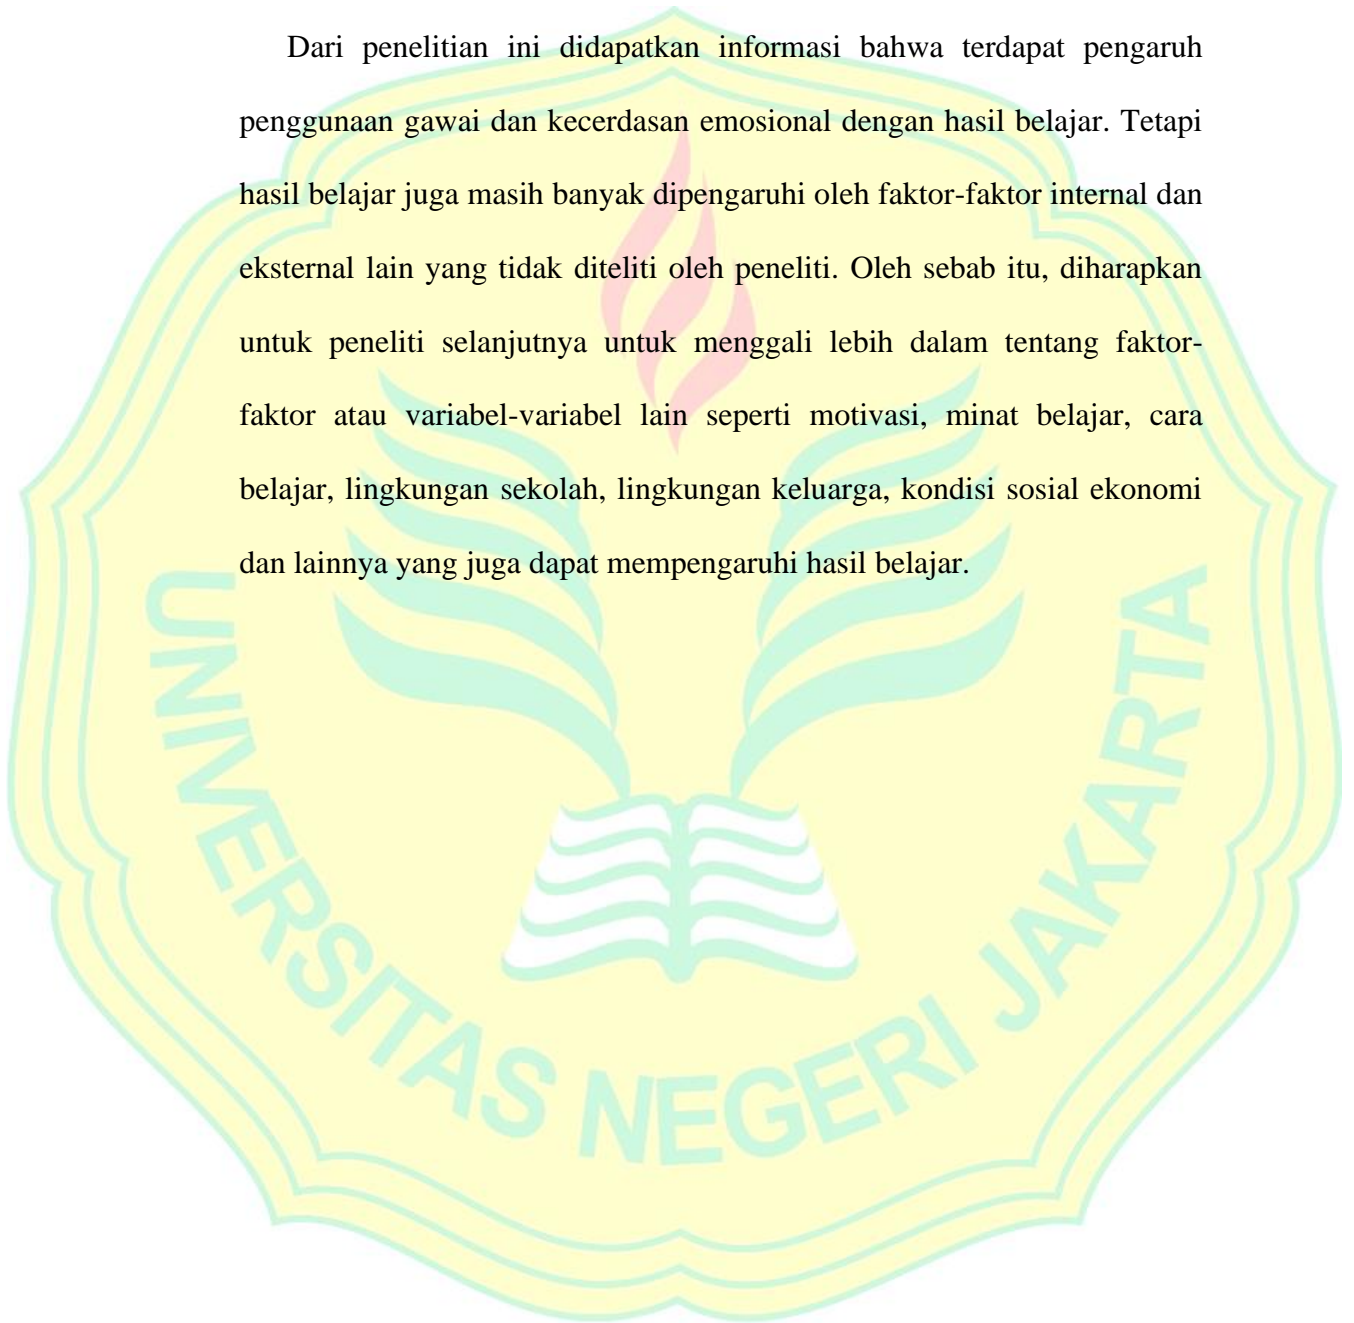 Dari penelitian ini didapatkan informasi bahwa terdapat pengaruh
penggunaan gawai dan kecerdasan emosional dengan hasil belajar. Tetapi
hasil belajar juga masih banyak dipengaruhi oleh faktor-faktor internal dan
eksternal lain yang tidak diteliti oleh peneliti. Oleh sebab itu, diharapkan
untuk peneliti selanjutnya untuk menggali lebih dalam tentang faktor-
faktor atau variabel-variabel lain seperti motivasi, minat belajar, cara
belajar, lingkungan sekolah, lingkungan keluarga, kondisi sosial ekonomi
dan lainnya yang juga dapat mempengaruhi hasil belajar.
UNIVERSITAS NEGERI JAKARTA